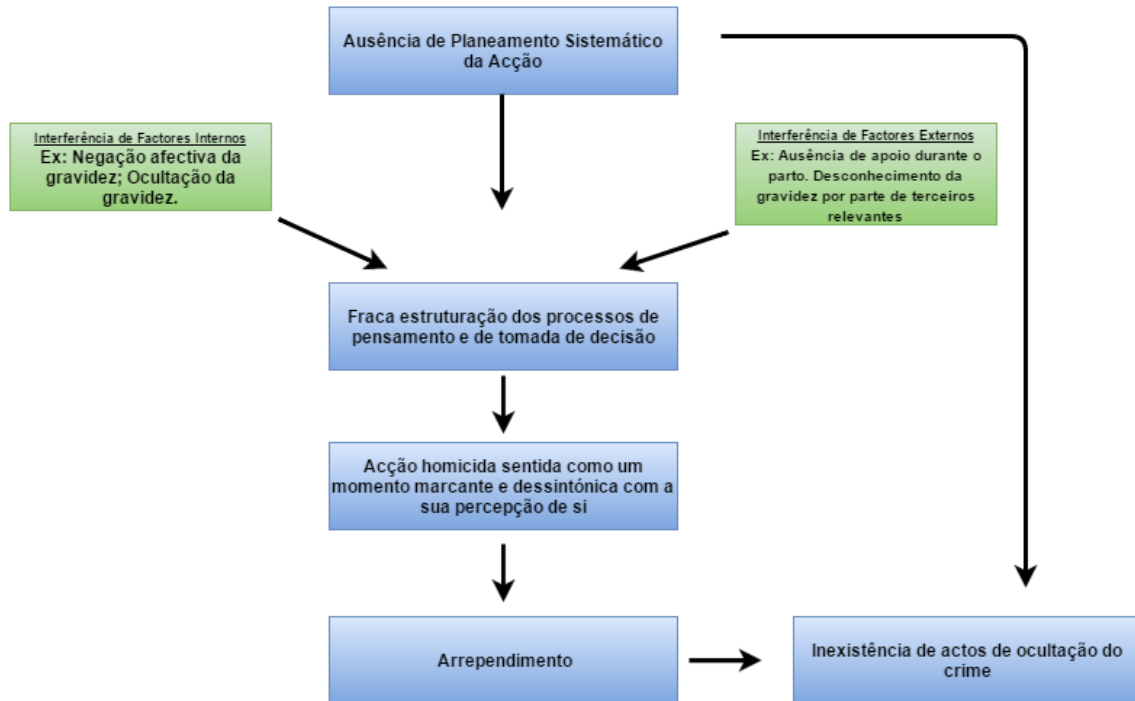 Ausência de Planeamento Sistemático
da Acção
Interferência de Factores Internos
Ex: Negação afectiva da
gravidez; Ocultação da
gravidez.
Interferência de Factores Externos
Ex: Ausência de apoio durante o
parto. Desconhecimento da
gravidez por parte de terceiros
relevantes
Fraca estruturação dos processos de
pensamento e de tomada de decisão
Acção homicida sentida como um
momento marcante e dessintónica com a
sua percepção de si
Arrependimento
Inexistência de actos de ocultação do
crime